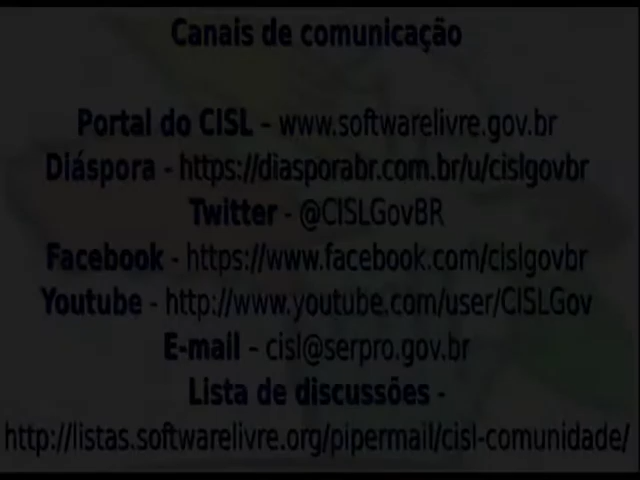 Canais de comunicação
Portal do CISL – www.softwarelivre.gov.br
Diáspora - https://diasporabr.com.br/u/cislgovbr
Twitter - @CISLGovBR
Facebook - https://www.facebook.com/cislgovbr
Youtube - http://www.youtube.com/user/CISLGov
E-mail – cisl@serpro.gov.br
Lista de discussões -
http://listas.softwarelivre.org/pipermail/cisl-comunidade/